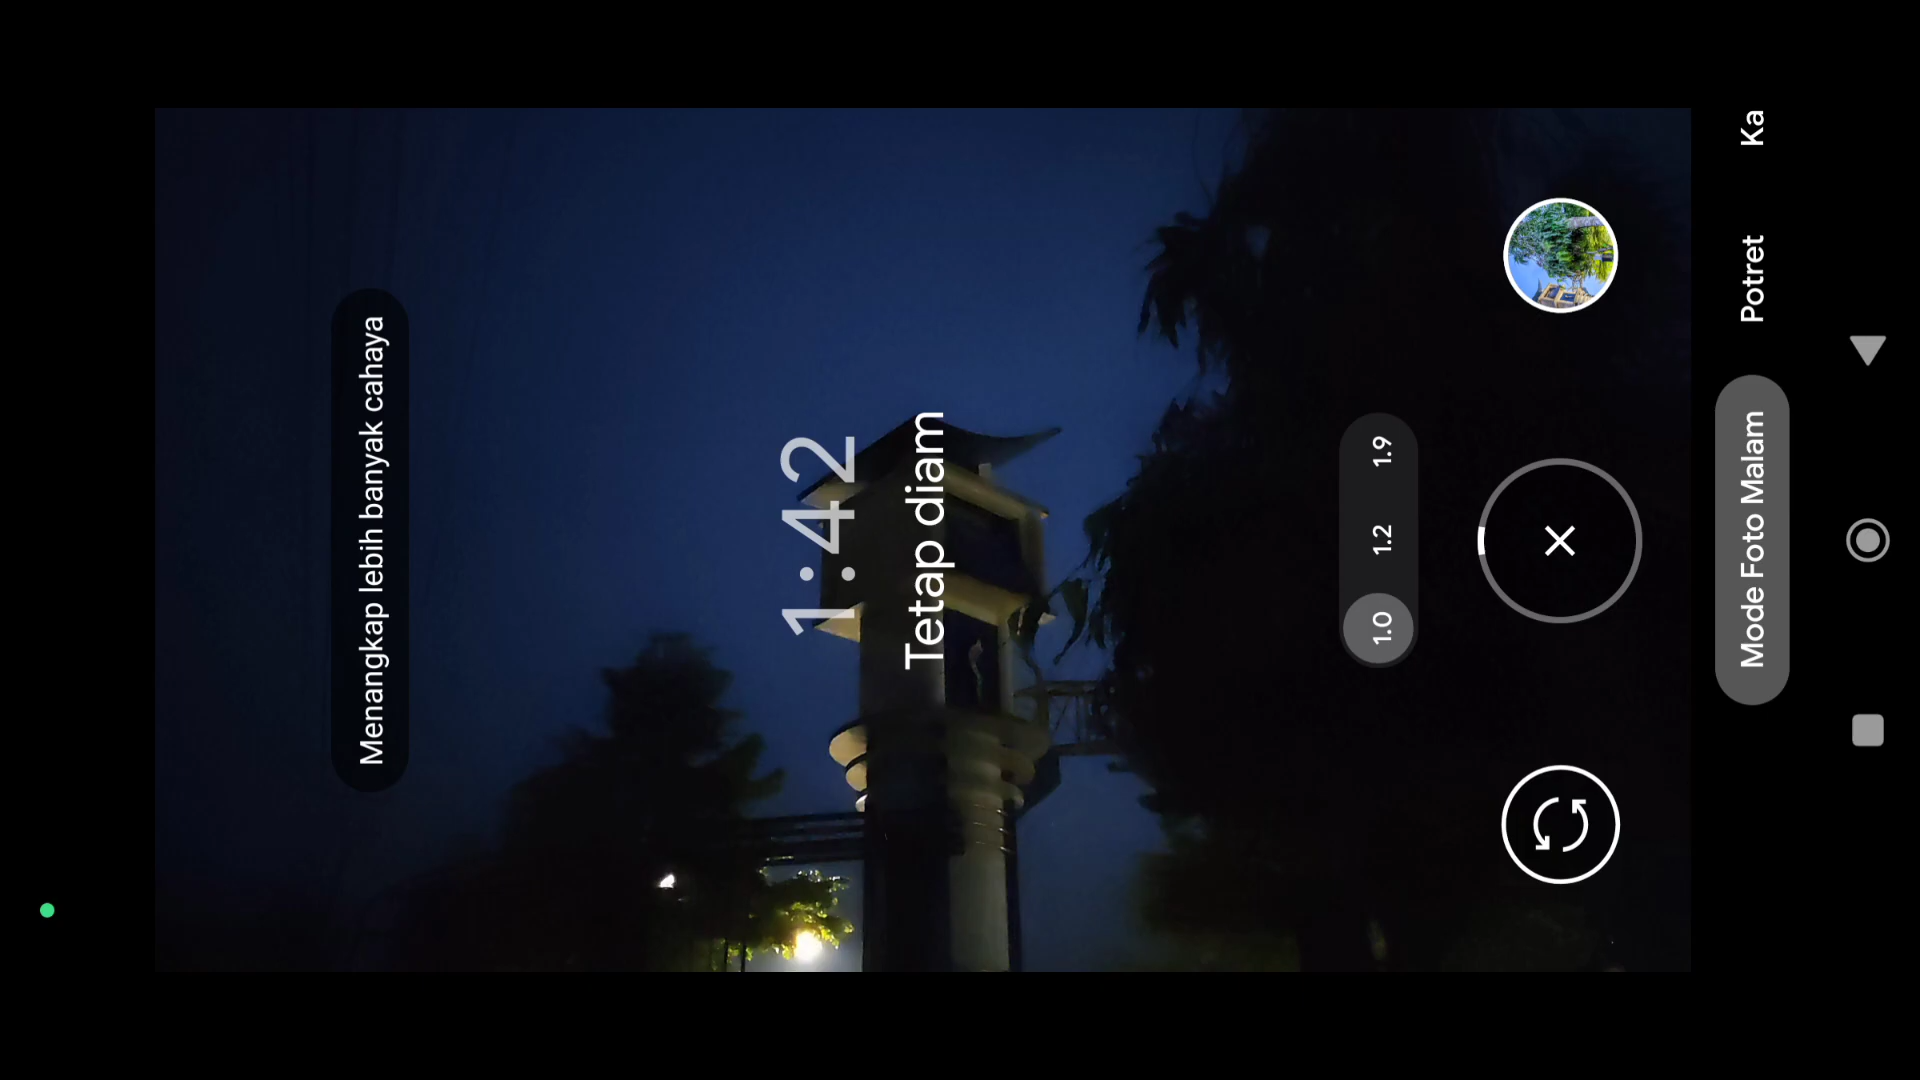 Menangkap lebih banyak cahaya
1:42
Tetap diam
1.0 1.2 1.9
Mode Foto Malam Potret Ka